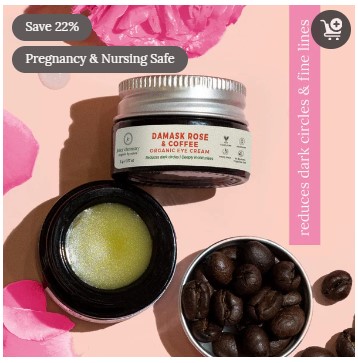 Save 22%
Pregnancy & Nursing Safe
DAMASK ROSE
& COFFEE
ORGANIC EYE CREAM
reduces dark circles & fine lines